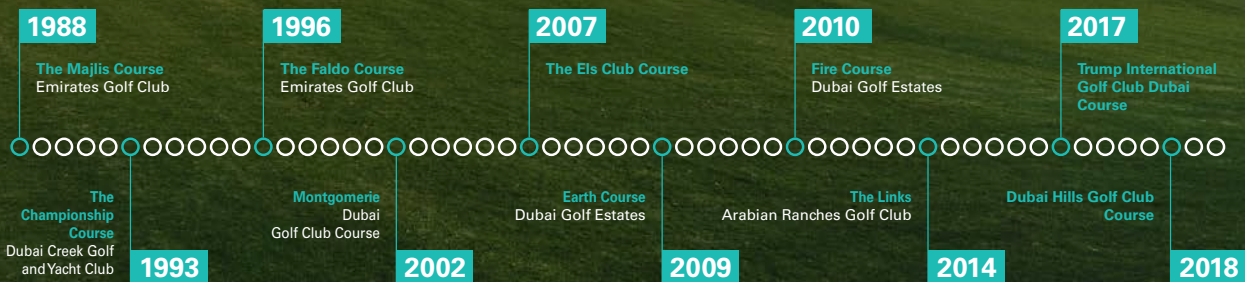 1988
The Majlis Course
Emirates Golf Club
1996
The Faldo Course
Emirates Golf Club
2007
The Els Club Course
2010
Fire Course
Dubai Golf Estates
2017
Trump International
Golf Club Dubai
Course
The
Championship
Course
Dubai Creek Golf
and Yacht Club
1993
Montgomerie
Dubai
Golf Club Course
2002
Earth Course
Dubai Golf Estates
2009
The Links
Arabian Ranches Golf Club
2014
Dubai Hills Golf Club
Course
2018